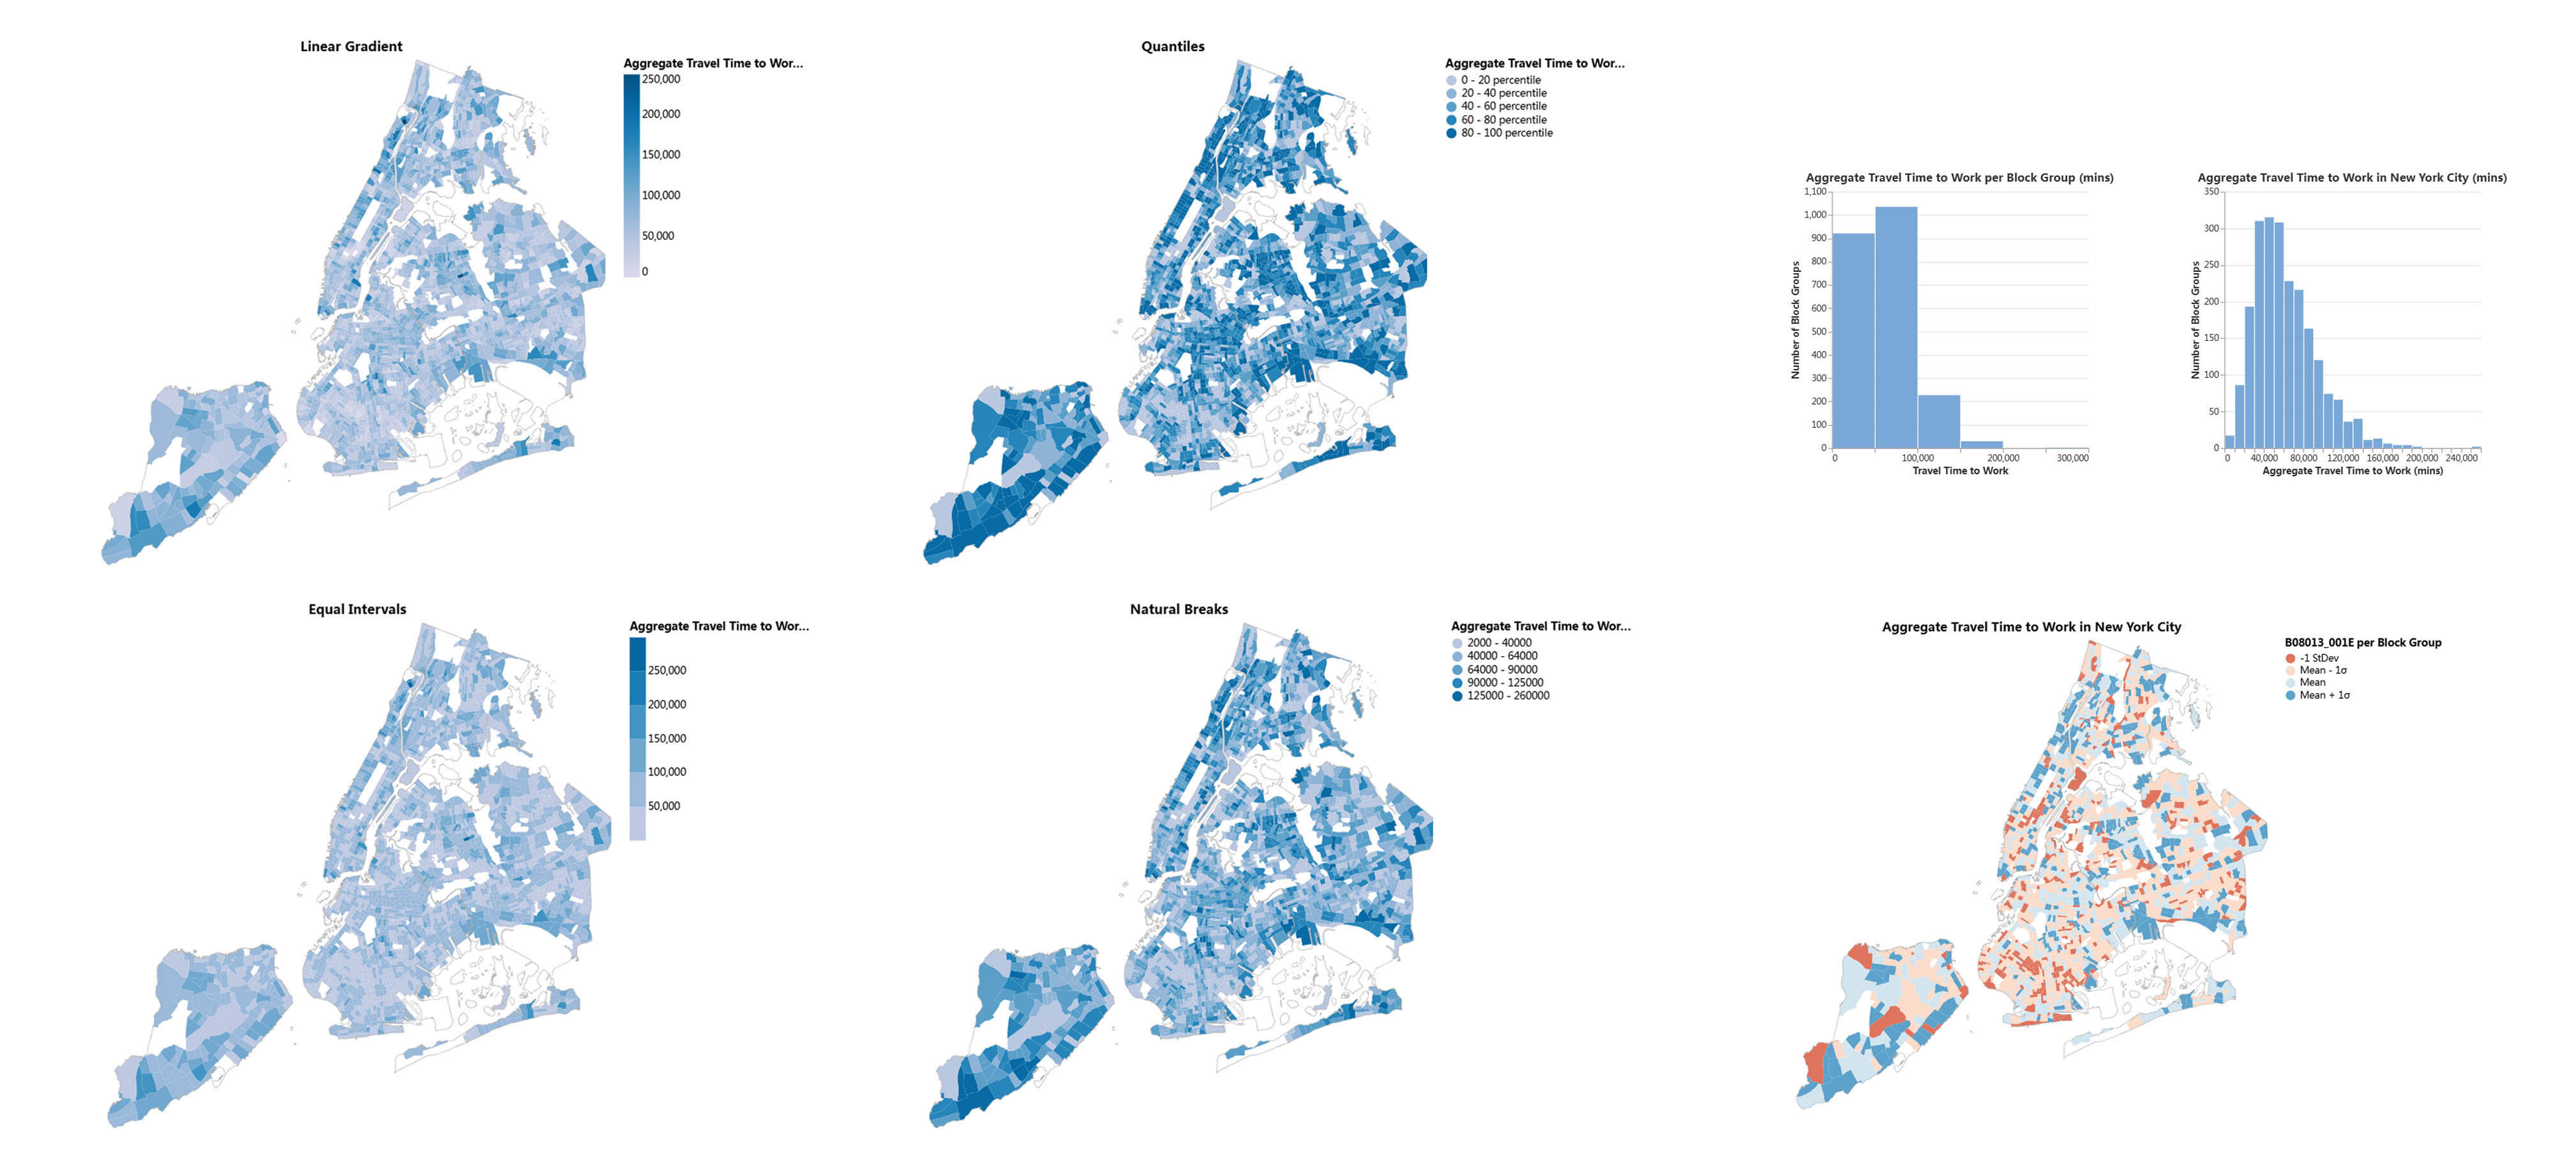 Linear Gradient
Aggregate Travel Time to Wor...
250,000
200,000
150,000
100,000
50,000
0
Quantiles
Aggregate Travel Time to Wor...
0 - 20 percentile
20 - 40 percentile
40 - 60 percentile
60 - 80 percentile
80 - 100 percentile
Aggregate Travel Time to Work per Block Group (mins)
Number of Block Groups
1,100
1,000
900
800
700
600
500
400
300
200
100
0
0 100,000 200,000 300,000
Travel Time to Work
Aggregate Travel Time to Work in New York City (mins)
Number of Block Groups
350
300
250
200
150
100
50
0
0 40,000 80,000 120,000 160,000 200,000 240,000
Aggregate Travel Time to Work (mins)
Equal Intervals
Aggregate Travel Time to Wor...
250,000
200,000
150,000
100,000
50,000
Natural Breaks
Aggregate Travel Time to Wor...
2000 - 40000
40000 - 64000
64000 - 90000
90000 - 125000
125000 - 260000
Aggregate Travel Time to Work in New York City
B08013_001E per Block Group
-1 StDev
Mean - 1σ
Mean
Mean + 1σ